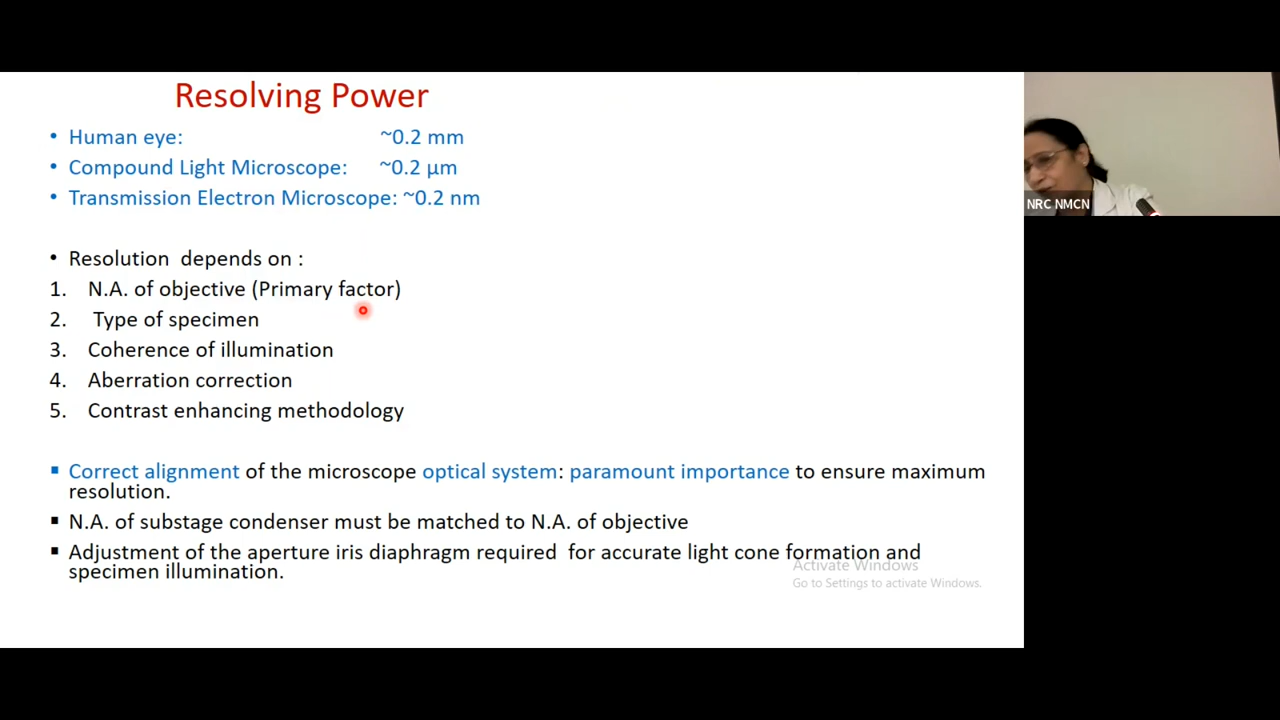 Resolving Power
• Human eye: ~0.2 mm
• Compound Light Microscope: ~0.2 µm
• Transmission Electron Microscope: ~0.2 nm
• Resolution depends on :
1. N.A. of objective (Primary factor)
2. Type of specimen
3. Coherence of illumination
4. Aberration correction
5. Contrast enhancing methodology
▪ Correct alignment of the microscope optical system: paramount importance to ensure maximum
resolution.
▪ N.A. of substage condenser must be matched to N.A. of objective
▪ Adjustment of the aperture iris diaphragm required for accurate light cone formation and
specimen illumination.
Activate Windows
Go to Settings to activate Windows.
NRC NMCN